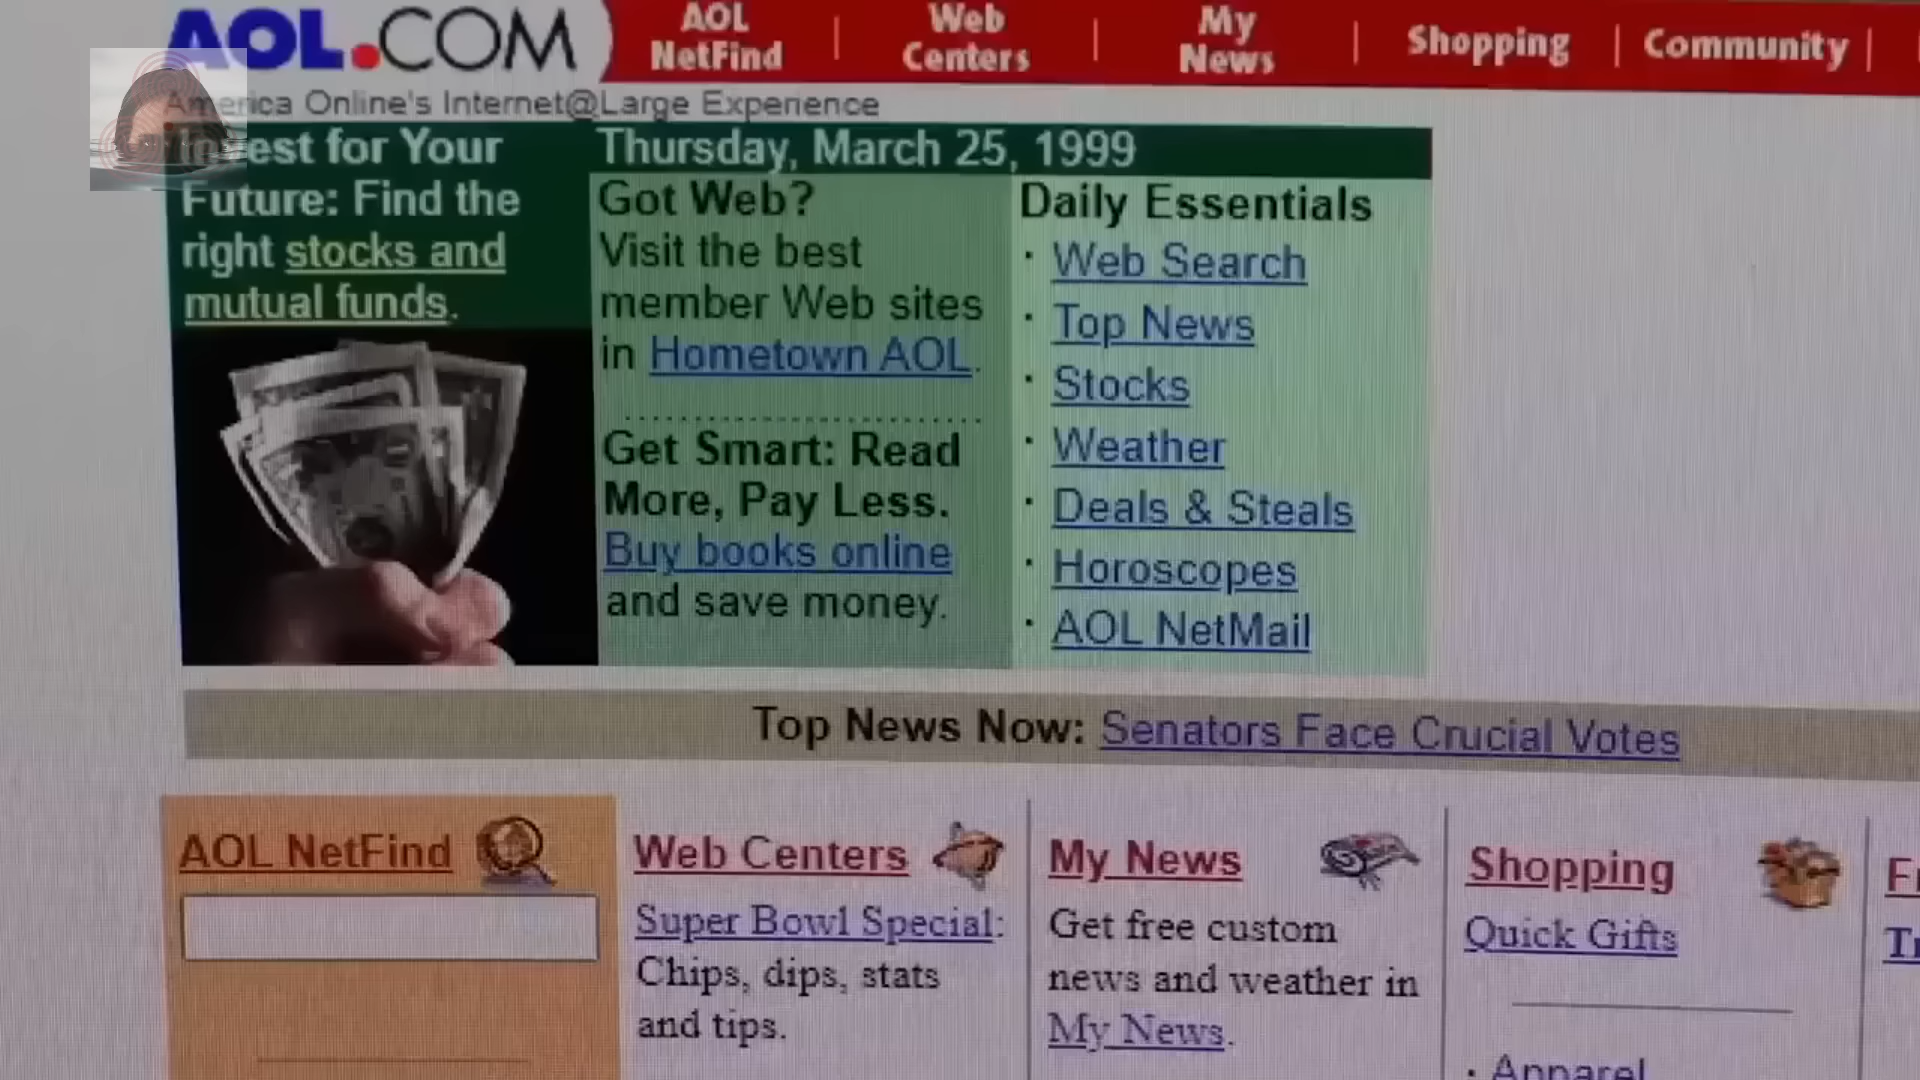 AOL.COM
AOL NetFind
Web Centers
My News
Shopping
Community
America Online's Internet@Large Experience
Invest for Your
Future: Find the
right stocks and
mutual funds.
Thursday, March 25, 1999
Got Web?
Visit the best
member Web sites
in Hometown AOL.
Get Smart: Read
More, Pay Less.
Buy books online
and save money.
Daily Essentials
· Web Search
· Top News
· Stocks
· Weather
· Deals & Steals
· Horoscopes
· AOL NetMail
Top News Now: Senators Face Crucial Votes
AOL NetFind
Web Centers
Super Bowl Special:
Chips, dips, stats
and tips.
My News
Get free custom
news and weather in
My News.
Shopping
Quick Gifts
· Apparel